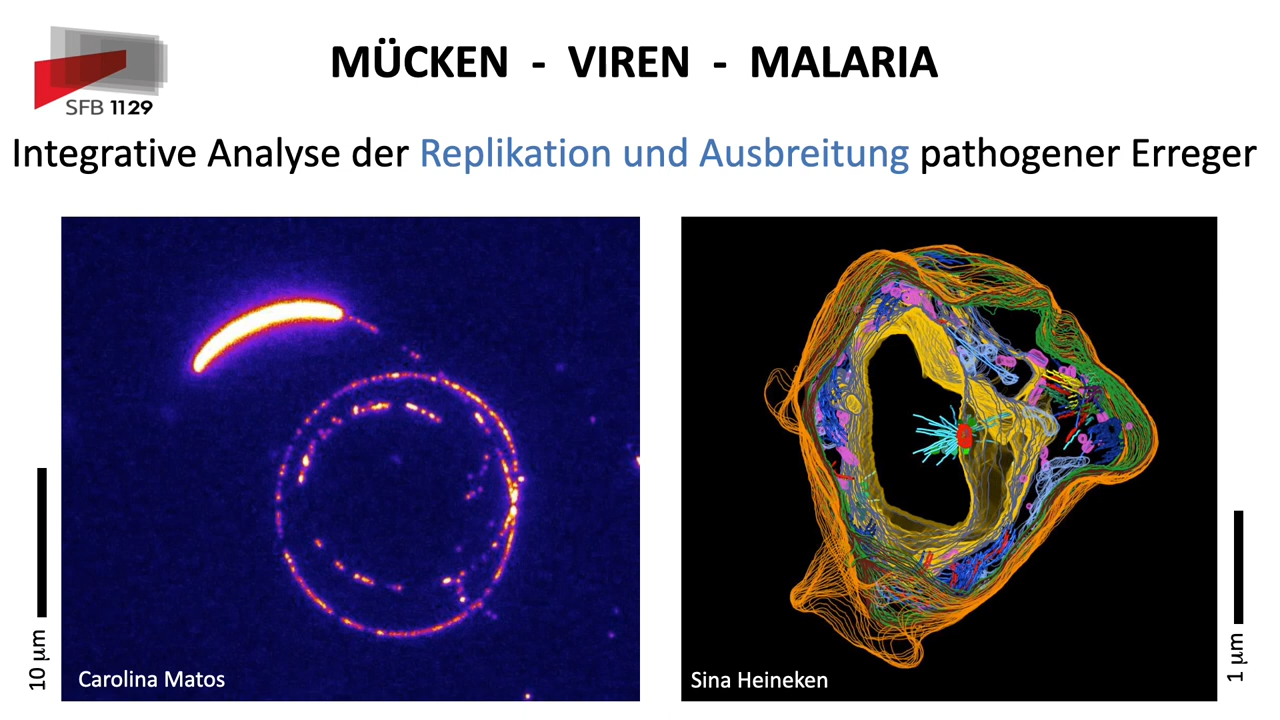 SFB 1129
MÜCKEN - VIREN - MALARIA
Integrative Analyse der Replikation und Ausbreitung pathogener Erreger
10 µm
Carolina Matos
Sina Heineken
1 µm